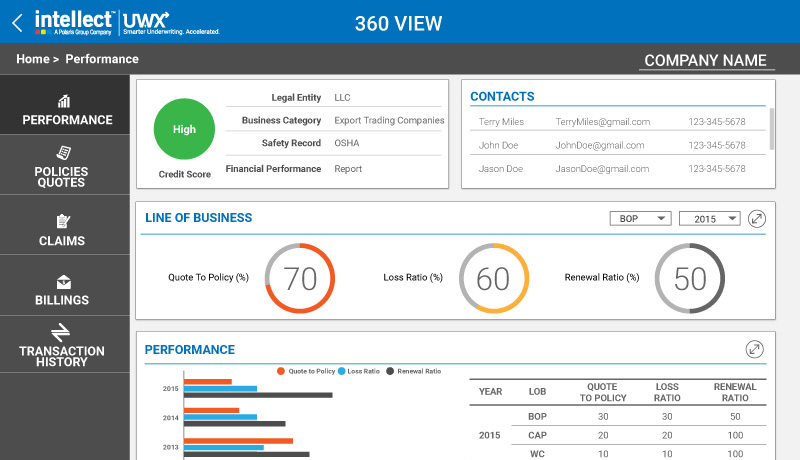 intellect™ UWX
A Polaris Group Company Smarter Underwriting. Accelerated.
360 VIEW
Home > Performance
COMPANY NAME
PERFORMANCE
POLICIES
QUOTES
CLAIMS
BILLINGS
TRANSACTION
HISTORY
High
Credit Score
Legal Entity LLC
Business Category Export Trading Companies
Safety Record OSHA
Financial Performance Report
CONTACTS
Terry Miles TerryMiles@gmail.com 123-345-5678
John Doe JohnDoe@gmail.com 123-345-5678
Jason Doe JasonDoe@gmail.com 123-345-5678
LINE OF BUSINESS
BOP 2015
Quote To Policy (%) 70 Loss Ratio (%) 60 Renewal Ratio (%) 50
PERFORMANCE
Quote to Policy Loss Ratio Renewal Ratio
2015
2014
2013
YEAR LOB QUOTE TO POLICY LOSS RATIO RENEWAL RATIO
BOP 30 30 50
2015 CAP 20 20 100
WC 10 10 100